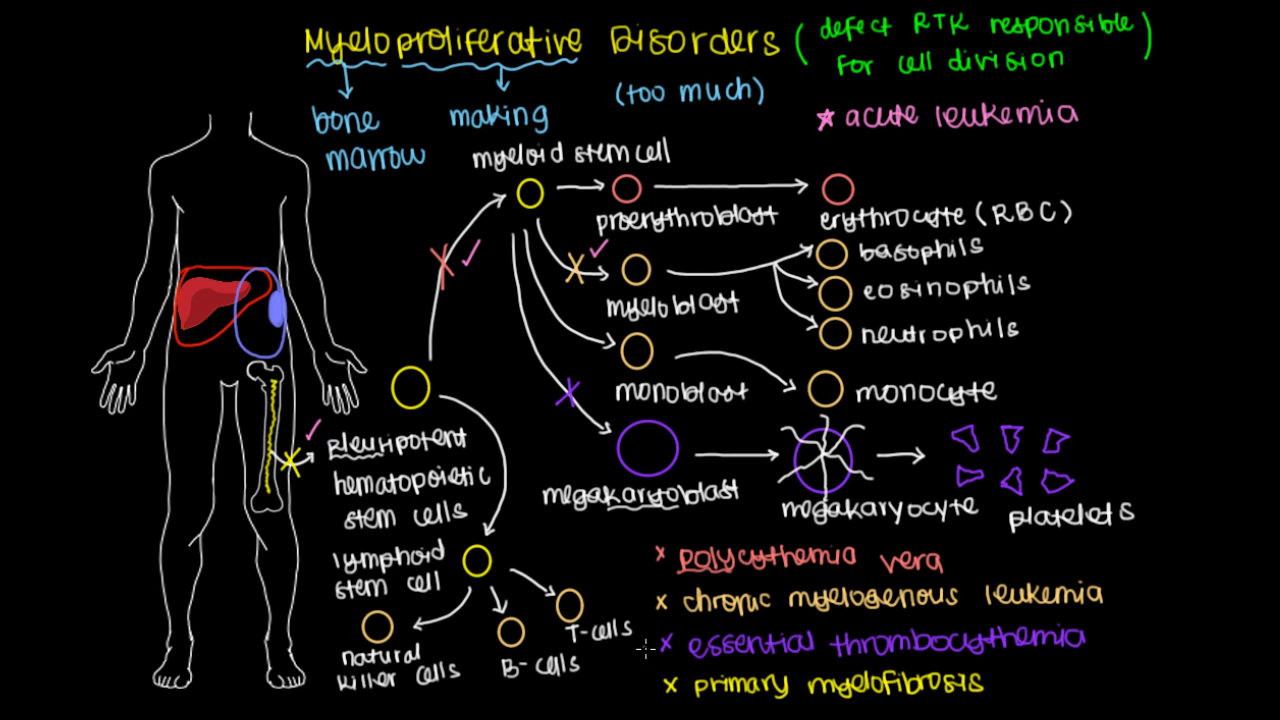 Myeloproliferative Disorders (defect RTK responsible
for cell division)
bone marrow
making
(too much)
* acute leukemia
myeloid stem cell
proerythroblast
erythrocyte (RBC)
basophils
myeloblast
eosinophils
neutrophils
monoblast
monocyte
Pleuripotent
hematopoietic
stem cells
megakaryoblast
megakaryocyte
platelets
lymphoid
stem cell
T-cells
B-cells
natural
killer cells
x polycythemia vera
x chronic myelogenous leukemia
x essential thrombocythemia
x primary myelofibrosis